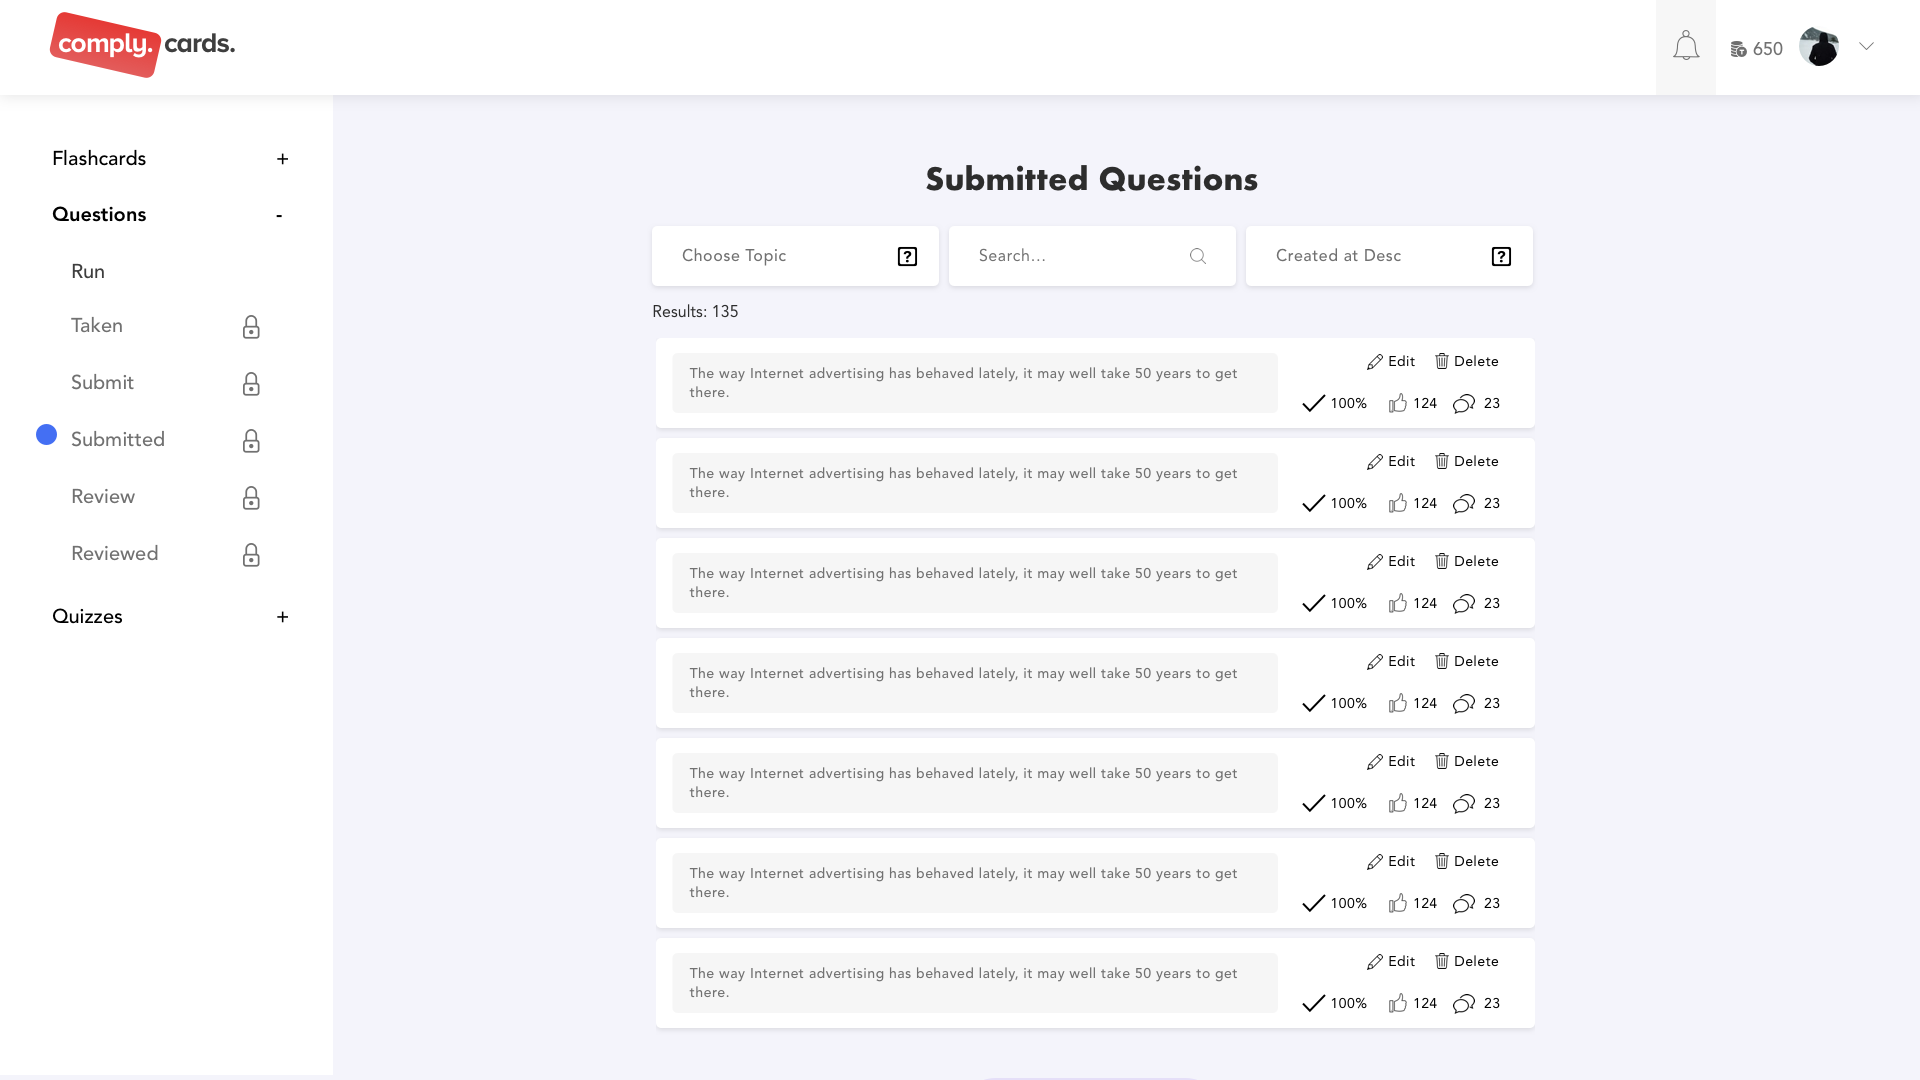 comply. cards.
650
Flashcards +
Questions -
Run
Taken
Submit
Submitted
Review
Reviewed
Quizzes +
Submitted Questions
Choose Topic ?
Search...
Created at Desc ?
Results: 135
The way Internet advertising has behaved lately, it may well take 50 years to get
there.
Edit Delete
100% 124 23
The way Internet advertising has behaved lately, it may well take 50 years to get
there.
Edit Delete
100% 124 23
The way Internet advertising has behaved lately, it may well take 50 years to get
there.
Edit Delete
100% 124 23
The way Internet advertising has behaved lately, it may well take 50 years to get
there.
Edit Delete
100% 124 23
The way Internet advertising has behaved lately, it may well take 50 years to get
there.
Edit Delete
100% 124 23
The way Internet advertising has behaved lately, it may well take 50 years to get
there.
Edit Delete
100% 124 23
The way Internet advertising has behaved lately, it may well take 50 years to get
there.
Edit Delete
100% 124 23